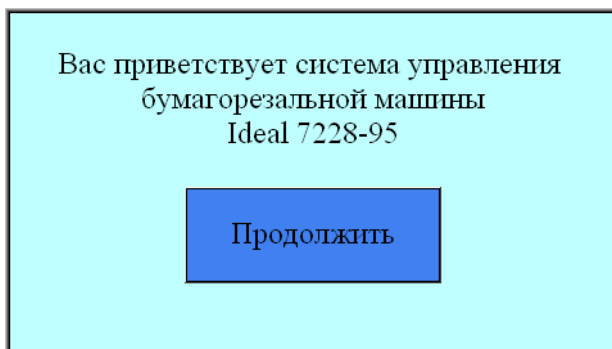 Вас приветствует система управления
бумагорезальной машины
Ideal 7228-95
Продолжить